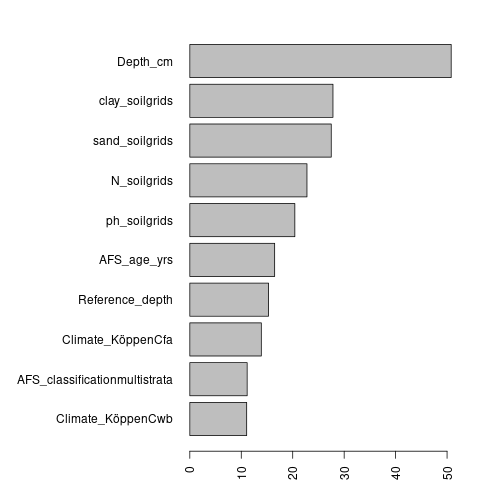 Depth_cm
clay_soilgrids
sand_soilgrids
N_soilgrids
ph_soilgrids
AFS_age_yrs
Reference_depth
Climate_KöppenCfa
AFS_classificationmultistrata
Climate_KöppenCwb
0 10 20 30 40 50